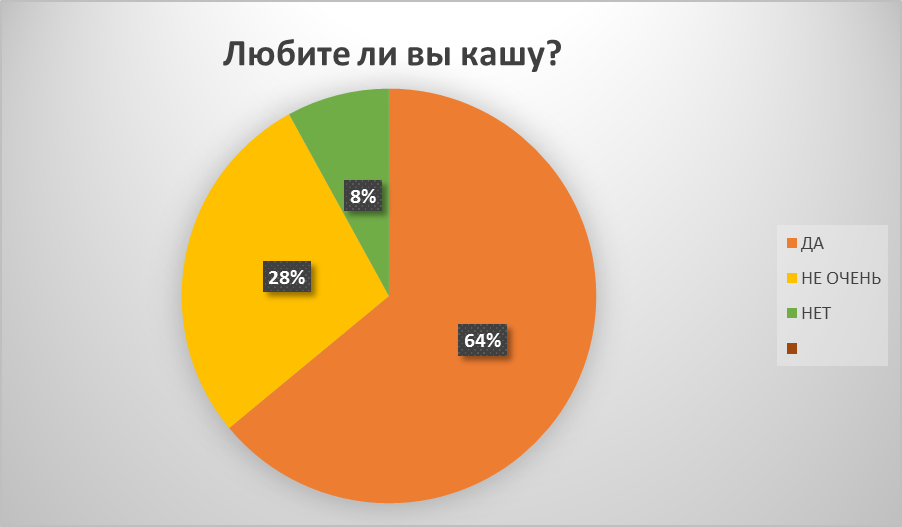 Любите ли вы кашу?
8%
28%
64%
ДА
НЕ ОЧЕНЬ
НЕТ